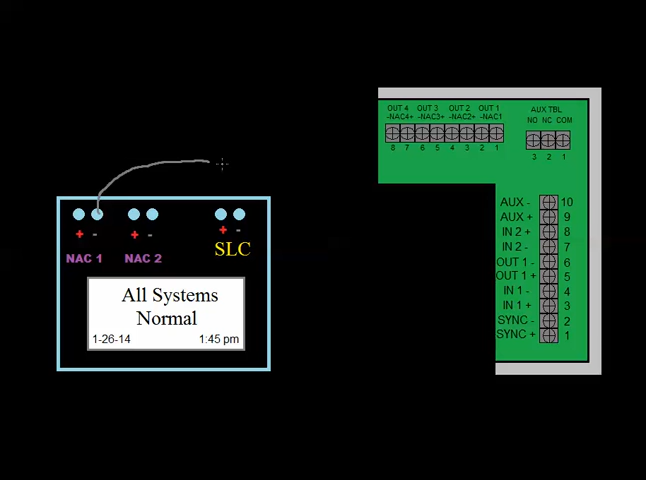 OUT 4 OUT 3 OUT 2 OUT 1
-NAC4+ -NAC3+ -NAC2+ -NAC1
8 7 6 5 4 3 2 1
AUX TBL
NO NC COM
3 2 1
+ - + - + -
NAC 1 NAC 2 SLC
All Systems
Normal
1-26-14 1:45 pm
AUX - 10
AUX + 9
IN 2 + 8
IN 2 - 7
OUT 1 - 6
OUT 1 + 5
IN 1 - 4
IN 1 + 3
SYNC - 2
SYNC + 1